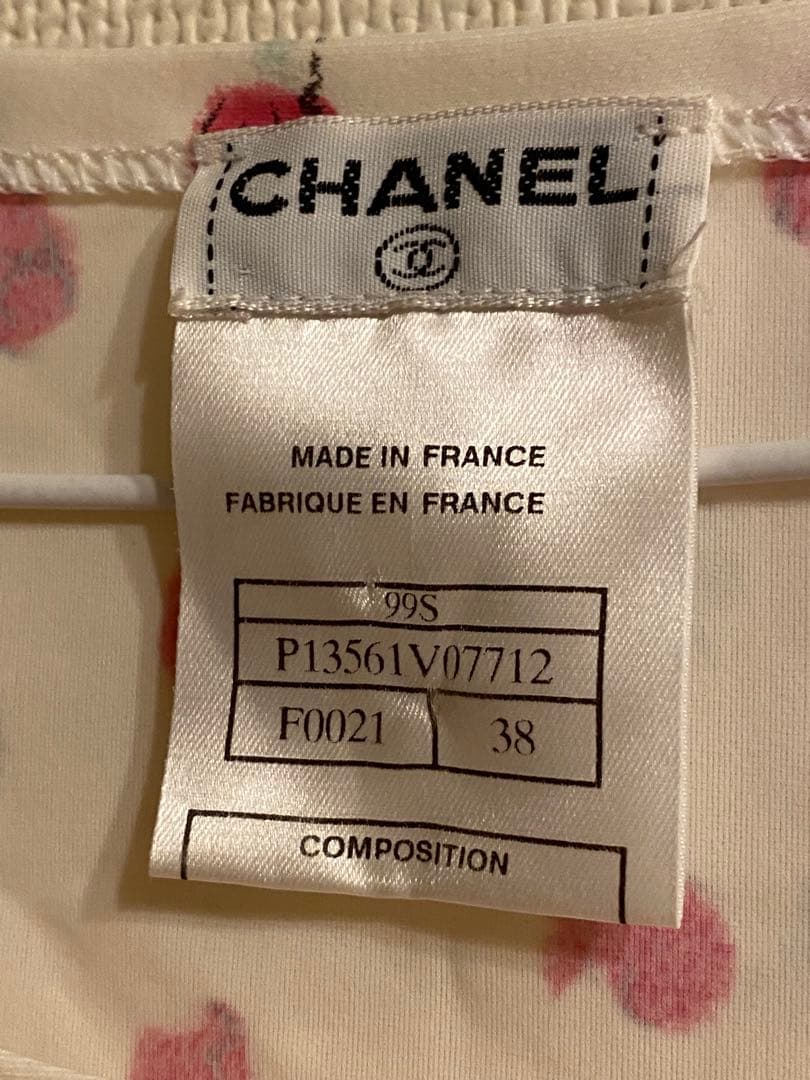 CHANEL
MADE IN FRANCE
FABRIQUE EN FRANCE
99S
P13561V07712
F0021 38
COMPOSITION